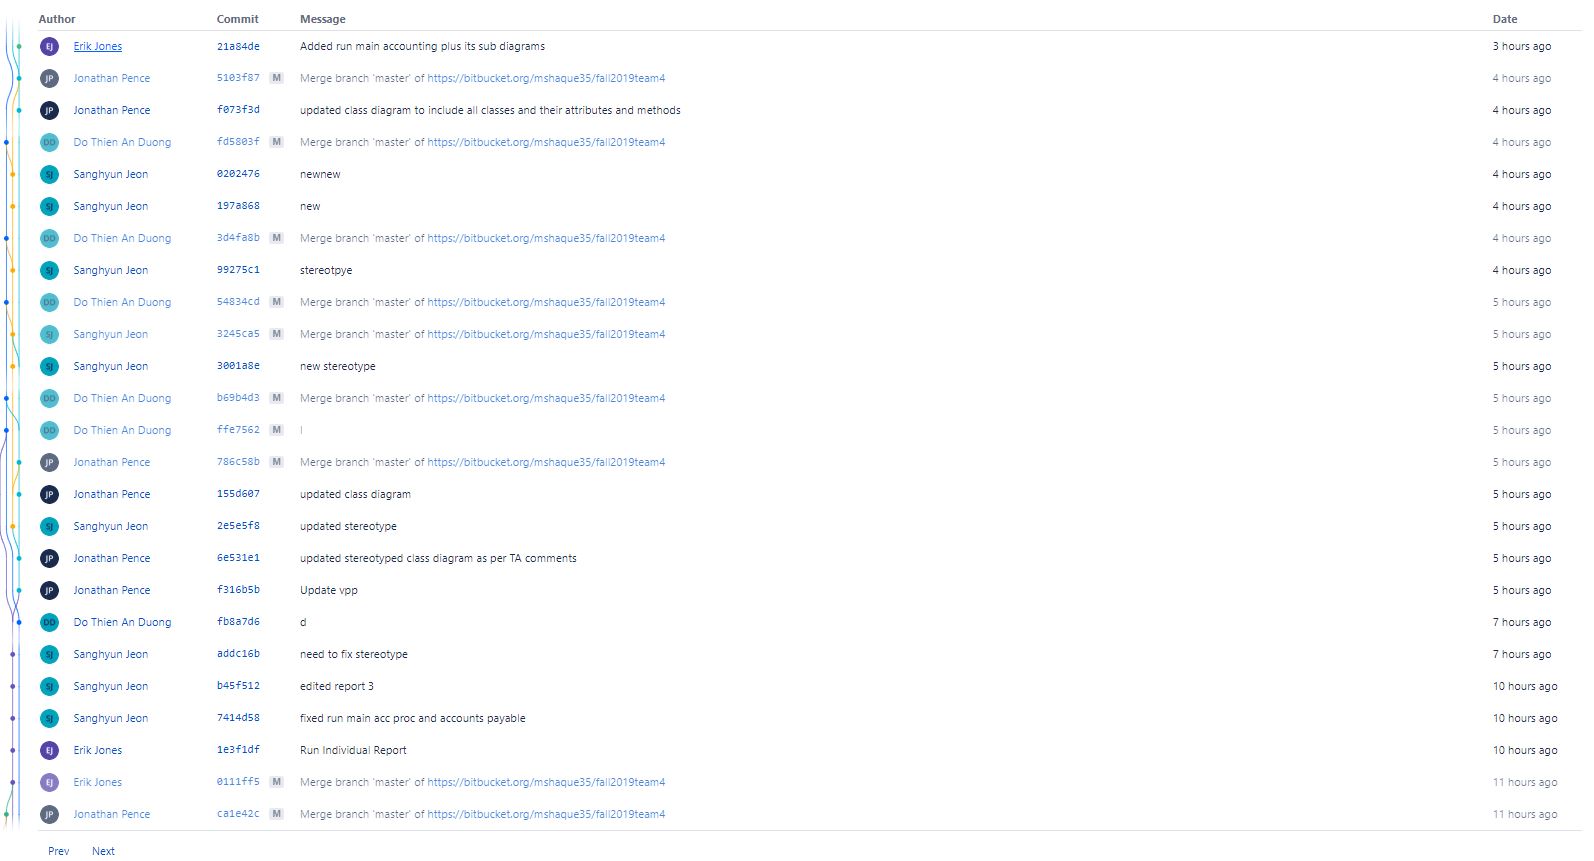 Author Commit Message Date
EJ Erik Jones 21a84de Added run main accounting plus its sub diagrams 3 hours ago
JP Jonathan Pence 5103f87 M Merge branch 'master' of https://bitbucket.org/mshaque35/fall2019team4 4 hours ago
JP Jonathan Pence f073f3d updated class diagram to include all classes and their attributes and methods 4 hours ago
DD Do Thien An Duong fd5803f M Merge branch 'master' of https://bitbucket.org/mshaque35/fall2019team4 4 hours ago
SJ Sanghyun Jeon 0202476 newnew 4 hours ago
SJ Sanghyun Jeon 197a868 new 4 hours ago
DD Do Thien An Duong 3d4fa8b M Merge branch 'master' of https://bitbucket.org/mshaque35/fall2019team4 4 hours ago
SJ Sanghyun Jeon 99275c1 stereotpye 4 hours ago
DD Do Thien An Duong 54834cd M Merge branch 'master' of https://bitbucket.org/mshaque35/fall2019team4 5 hours ago
SJ Sanghyun Jeon 3245ca5 M Merge branch 'master' of https://bitbucket.org/mshaque35/fall2019team4 5 hours ago
SJ Sanghyun Jeon 3001a8e new stereotype 5 hours ago
DD Do Thien An Duong b69b4d3 M Merge branch 'master' of https://bitbucket.org/mshaque35/fall2019team4 5 hours ago
DD Do Thien An Duong ffe7562 M l 5 hours ago
JP Jonathan Pence 786c58b M Merge branch 'master' of https://bitbucket.org/mshaque35/fall2019team4 5 hours ago
JP Jonathan Pence 155d607 updated class diagram 5 hours ago
SJ Sanghyun Jeon 2e5e5f8 updated stereotype 5 hours ago
JP Jonathan Pence 6e531e1 updated stereotyped class diagram as per TA comments 5 hours ago
JP Jonathan Pence f316b5b Update vpp 5 hours ago
DD Do Thien An Duong fb8a7d6 d 7 hours ago
SJ Sanghyun Jeon addc16b need to fix stereotype 7 hours ago
SJ Sanghyun Jeon b45f512 edited report 3 10 hours ago
SJ Sanghyun Jeon 7414d58 fixed run main acc proc and accounts payable 10 hours ago
EJ Erik Jones 1e3f1df Run Individual Report 10 hours ago
EJ Erik Jones 0111ff5 M Merge branch 'master' of https://bitbucket.org/mshaque35/fall2019team4 11 hours ago
JP Jonathan Pence ca1e42c M Merge branch 'master' of https://bitbucket.org/mshaque35/fall2019team4 11 hours ago
Prev Next